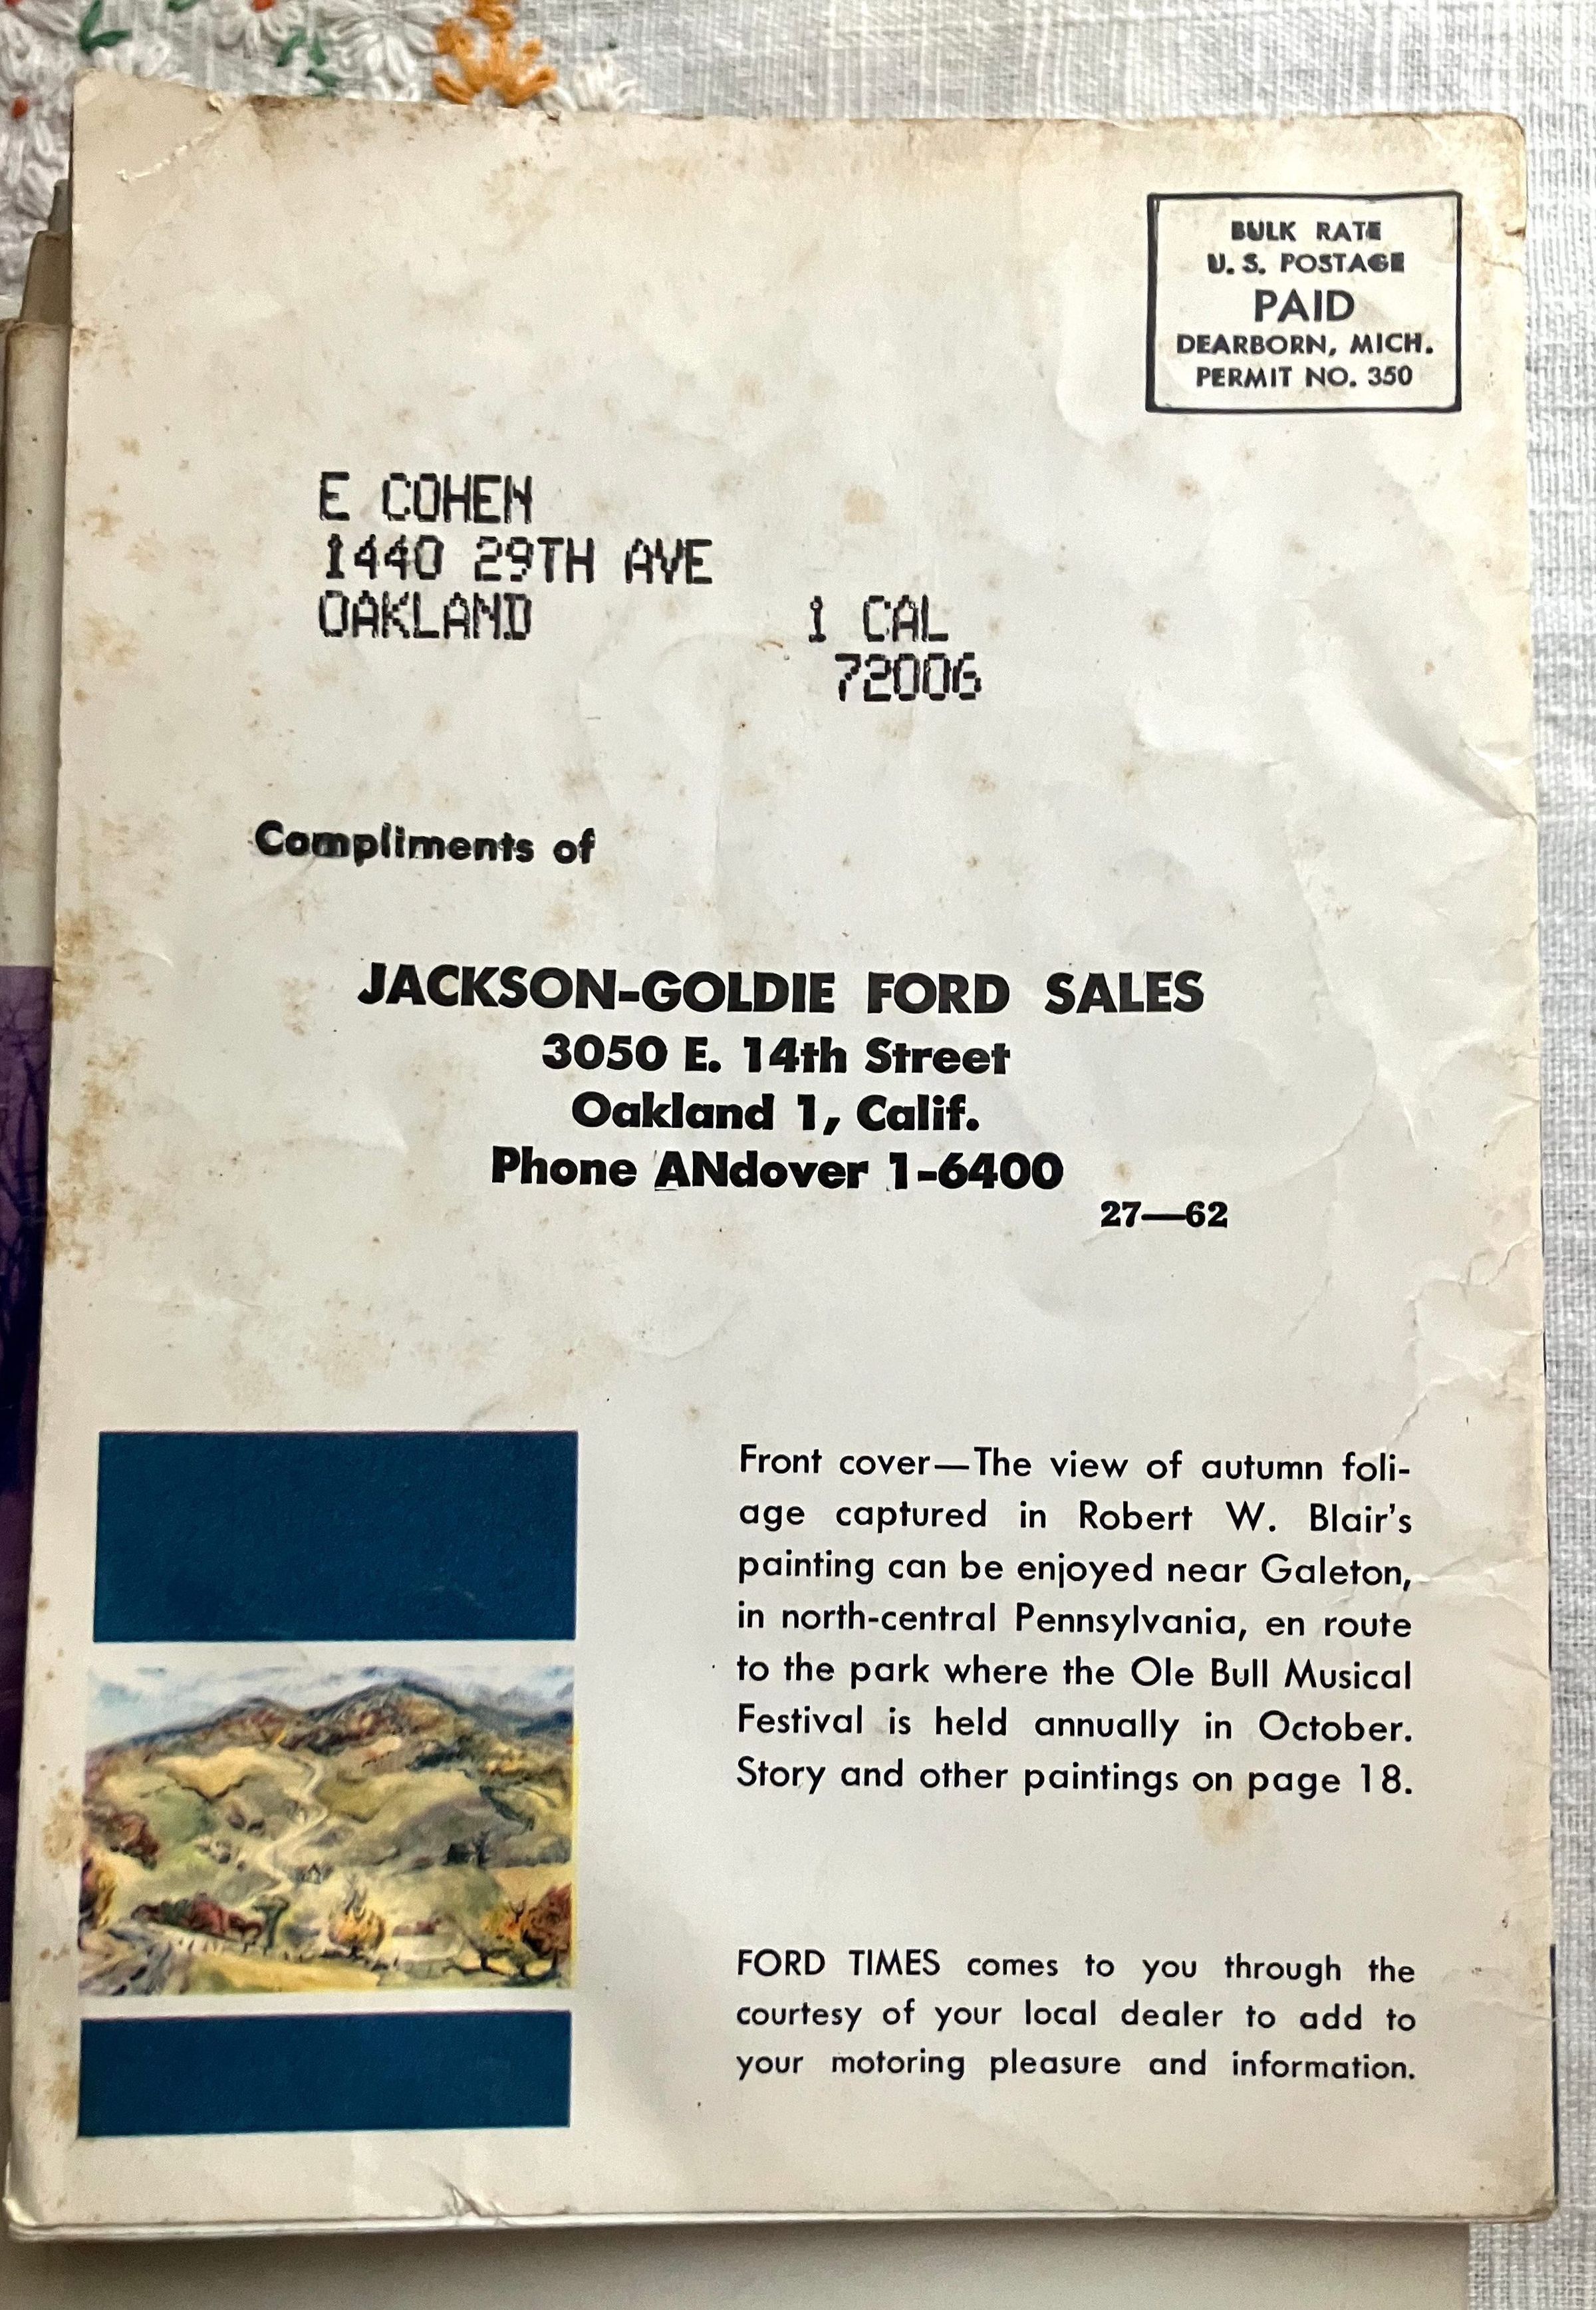 BULK RATE
U. S. POSTAGE
PAID
DEARBORN, MICH.
PERMIT NO. 350
E COHEN
1440 29TH AVE
OAKLAND 1 CAL
72006
Compliments of
JACKSON-GOLDIE FORD SALES
3050 E. 14th Street
Oakland 1, Calif.
Phone ANdover 1-6400
27—62
Front cover—The view of autumn foli-
age captured in Robert W. Blair's
painting can be enjoyed near Galeton,
in north-central Pennsylvania, en route
to the park where the Ole Bull Musical
Festival is held annually in October.
Story and other paintings on page 18.
FORD TIMES comes to you through the
courtesy of your local dealer to add to
your motoring pleasure and information.